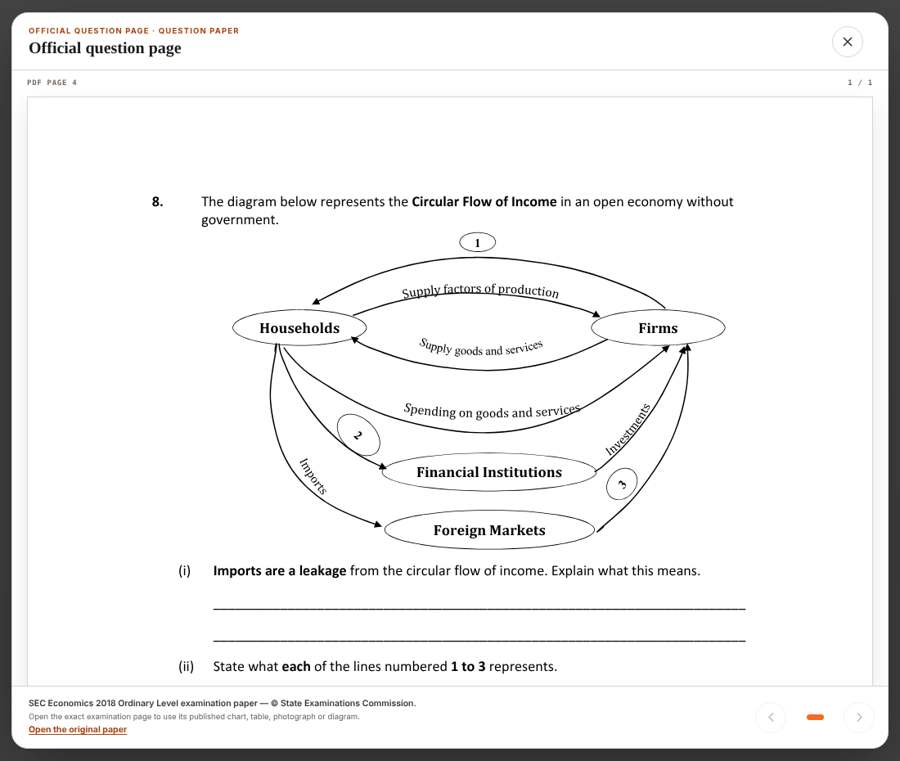 OFFICIAL QUESTION PAGE · QUESTION PAPER
Official question page
PDF PAGE 4
1 / 1
8. The diagram below represents the Circular Flow of Income in an open economy without
government.
1
Supply factors of production
Households
Firms
Supply goods and services
Spending on goods and services
2
Investments
Imports
Financial Institutions
3
Foreign Markets
(i) Imports are a leakage from the circular flow of income. Explain what this means.
(ii) State what each of the lines numbered 1 to 3 represents.
SEC Economics 2018 Ordinary Level examination paper — © State Examinations Commission.
Open the exact examination page to use its published chart, table, photograph or diagram.
Open the original paper